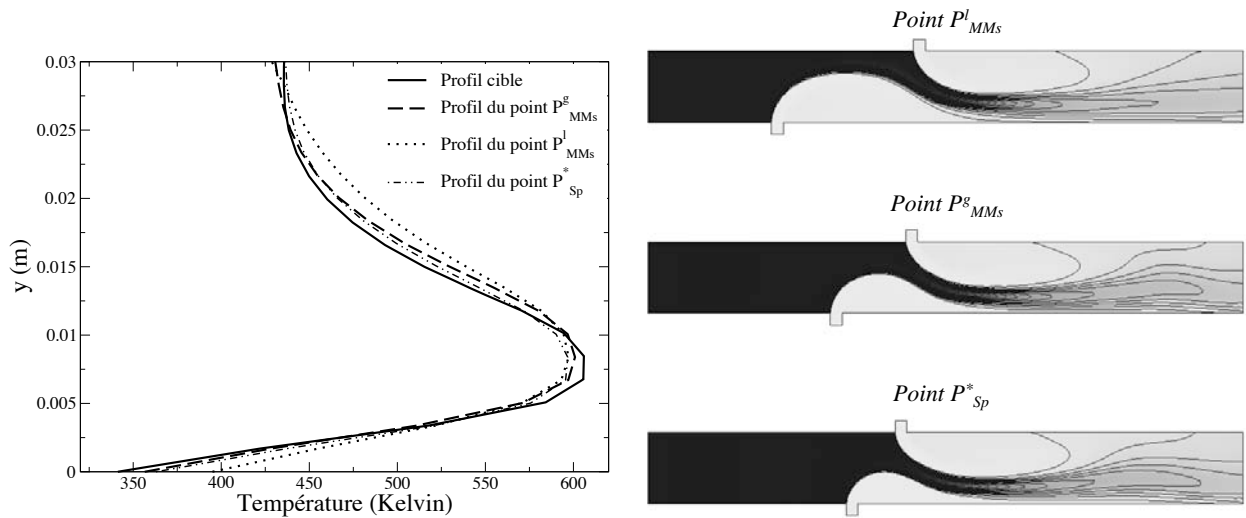 0.03
0.025
0.02
0.015
0.01
0.005
0
y (m)
350 400 450 500 550 600
Température (Kelvin)
Profil cible
Profil du point P^g_MMs
Profil du point P^l_MMs
Profil du point P^*_Sp
Point P^l_MMs
Point P^g_MMs
Point P^*_Sp